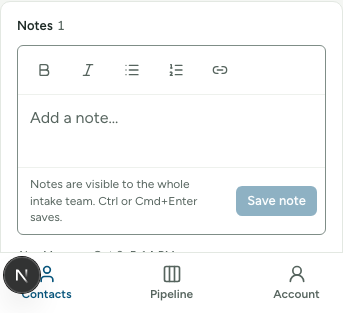 Notes 1
B I
Add a note...
Notes are visible to the whole
intake team. Ctrl or Cmd+Enter
saves.
Save note
N
Contacts
Pipeline
Account